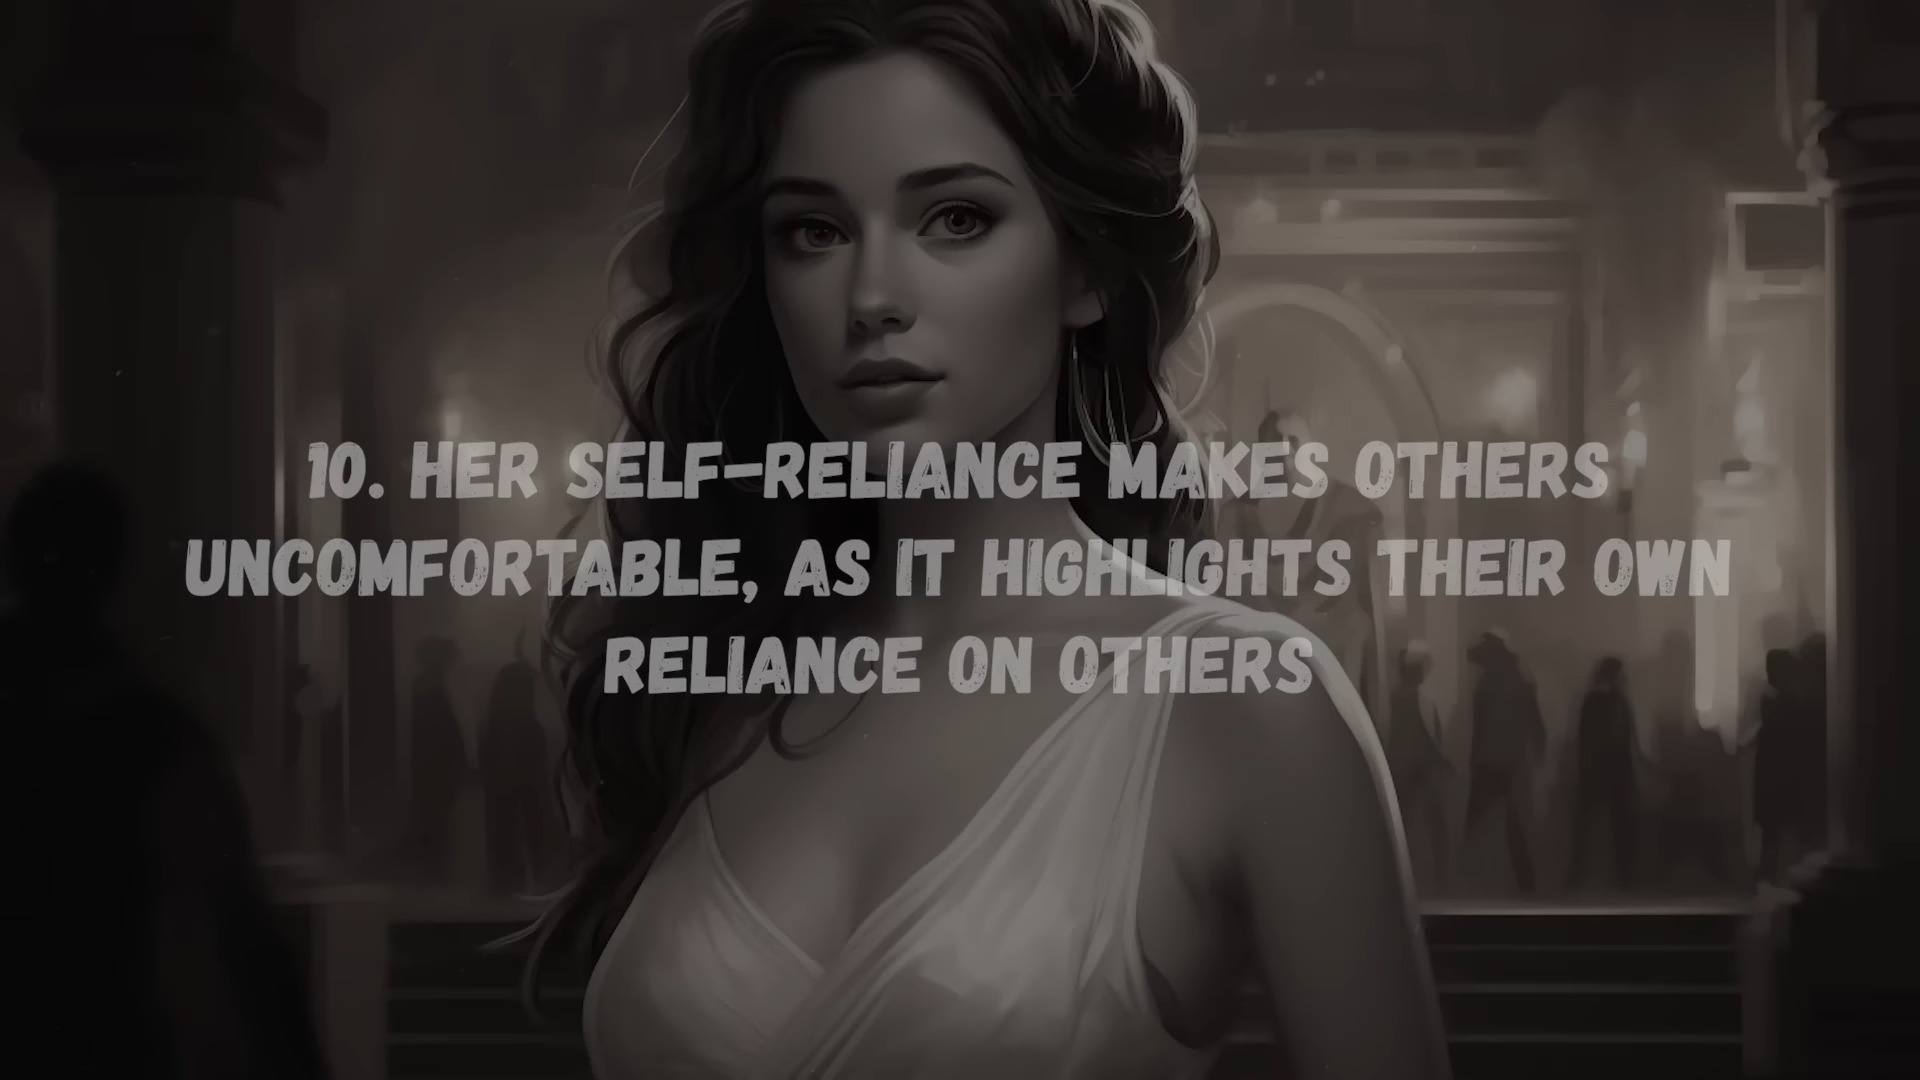 10. HER SELF-RELIANCE MAKES OTHERS
UNCOMFORTABLE, AS IT HIGHLIGHTS THEIR OWN
RELIANCE ON OTHERS